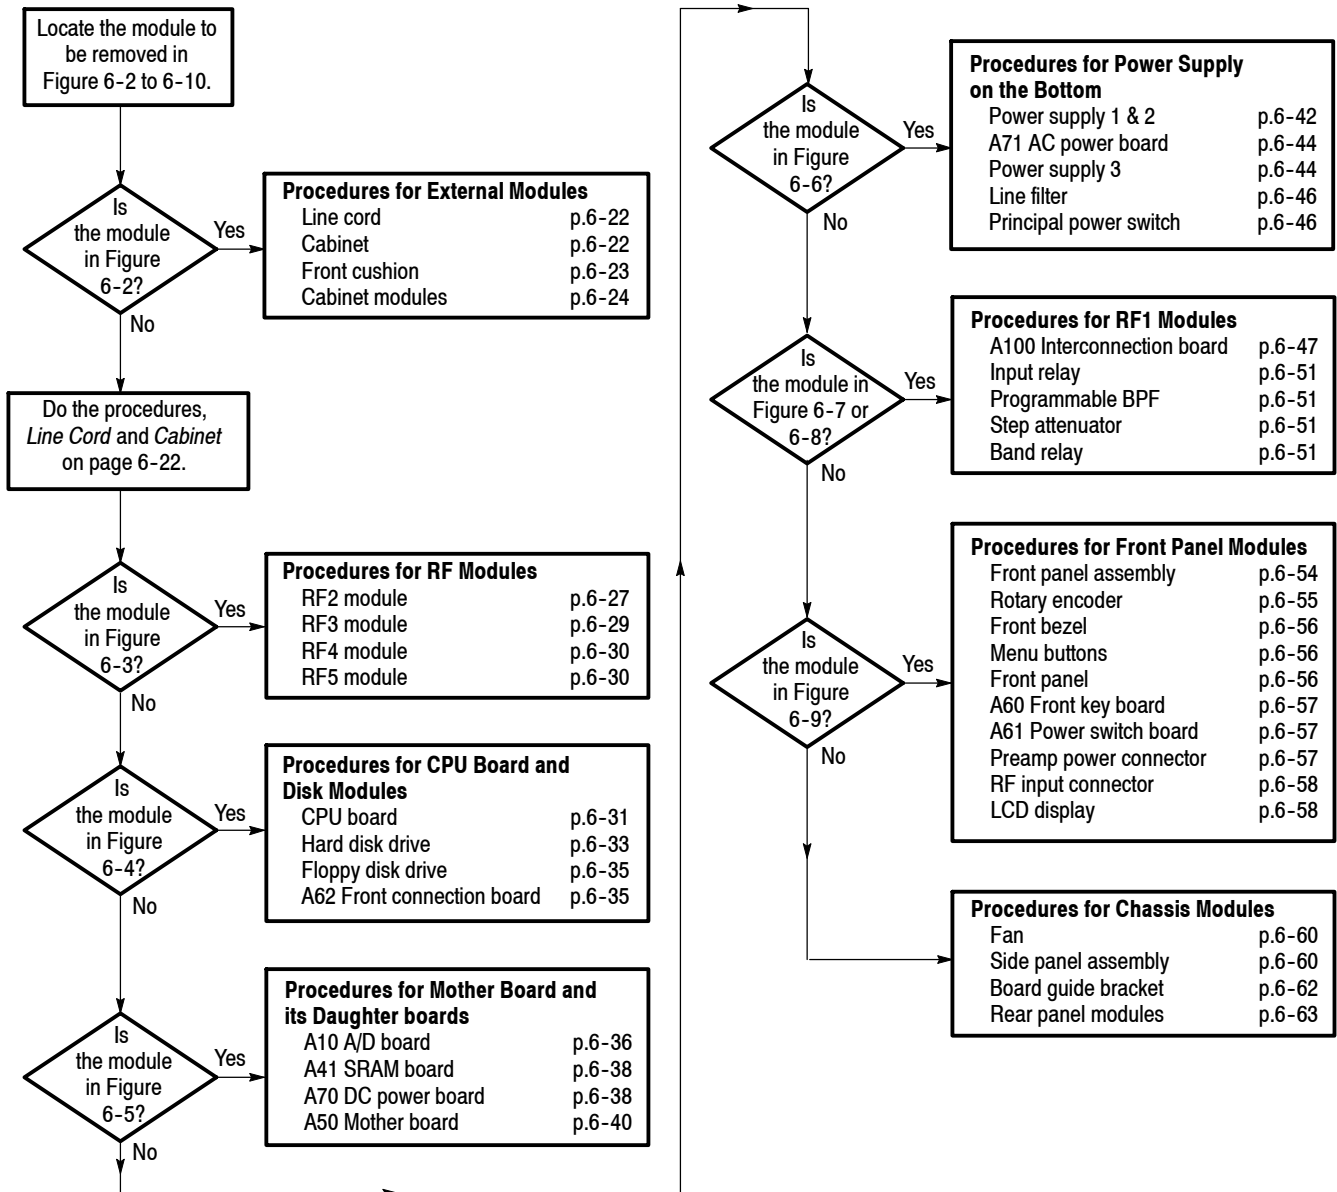 Locate the module to
be removed in
Figure 6-2 to 6-10.
Is
the module
in Figure
6-2?
Yes
No
Procedures for External Modules
Line cord p.6-22
Cabinet p.6-22
Front cushion p.6-23
Cabinet modules p.6-24
Do the procedures,
Line Cord and Cabinet
on page 6-22.
Is
the module
in Figure
6-3?
Yes
No
Procedures for RF Modules
RF2 module p.6-27
RF3 module p.6-29
RF4 module p.6-30
RF5 module p.6-30
Is
the module
in Figure
6-4?
Yes
No
Procedures for CPU Board and
Disk Modules
CPU board p.6-31
Hard disk drive p.6-33
Floppy disk drive p.6-35
A62 Front connection board p.6-35
Is
the module
in Figure
6-5?
Yes
No
Procedures for Mother Board and
its Daughter boards
A10 A/D board p.6-36
A41 SRAM board p.6-38
A70 DC power board p.6-38
A50 Mother board p.6-40
Is
the module
in Figure
6-6?
Yes
No
Procedures for Power Supply
on the Bottom
Power supply 1 & 2 p.6-42
A71 AC power board p.6-44
Power supply 3 p.6-44
Line filter p.6-46
Principal power switch p.6-46
Is
the module in
Figure 6-7 or
6-8?
Yes
No
Procedures for RF1 Modules
A100 Interconnection board p.6-47
Input relay p.6-51
Programmable BPF p.6-51
Step attenuator p.6-51
Band relay p.6-51
Is
the module
in Figure
6-9?
Yes
No
Procedures for Front Panel Modules
Front panel assembly p.6-54
Rotary encoder p.6-55
Front bezel p.6-56
Menu buttons p.6-56
Front panel p.6-56
A60 Front key board p.6-57
A61 Power switch board p.6-57
Preamp power connector p.6-57
RF input connector p.6-58
LCD display p.6-58
Procedures for Chassis Modules
Fan p.6-60
Side panel assembly p.6-60
Board guide bracket p.6-62
Rear panel modules p.6-63